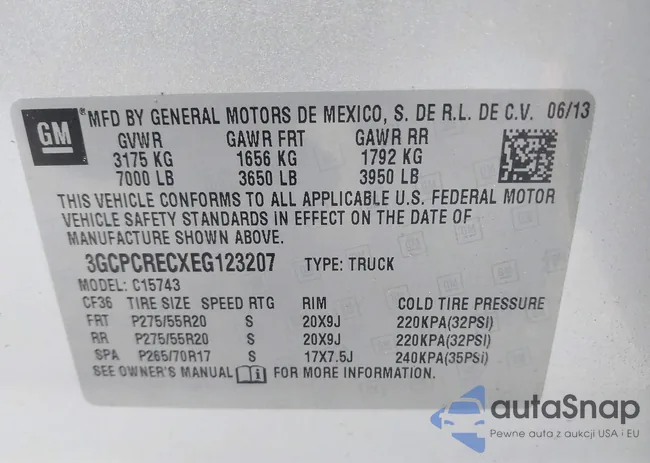 GM
MFD BY GENERAL MOTORS DE MEXICO, S. DE R.L. DE C.V. 06/13
GVWR GAWR FRT GAWR RR
3175 KG 1656 KG 1792 KG
7000 LB 3650 LB 3950 LB
THIS VEHICLE CONFORMS TO ALL APPLICABLE U.S. FEDERAL MOTOR
VEHICLE SAFETY STANDARDS IN EFFECT ON THE DATE OF
MANUFACTURE SHOWN ABOVE.
3GCPCRECXEG123207 TYPE: TRUCK
MODEL: C15743
CF36 TIRE SIZE SPEED RTG RIM COLD TIRE PRESSURE
FRT P275/55R20 S 20X9J 220KPA(32PSI)
RR P275/55R20 S 20X9J 220KPA(32PSI)
SPA P265/70R17 S 17X7.5J 240KPA(35PSI)
SEE OWNER'S MANUAL FOR MORE INFORMATION.
autaSnap
Pewne auta z aukcji USA i EU